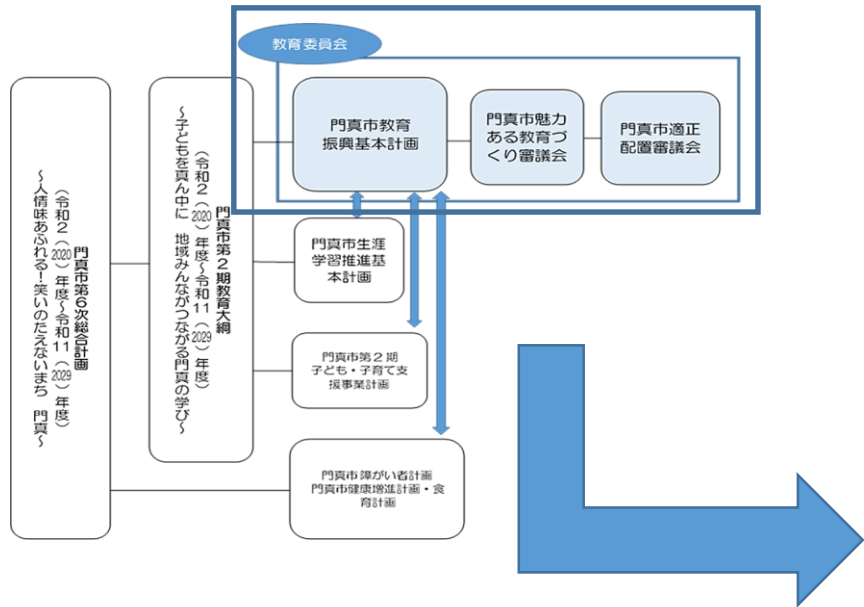 教育委員会
門真市第6次総合計画
（令和2（2020）年度～令和11（2029）年度）
～人情味あふれる！笑いのたえないまち　門真～
門真市第2期教育大綱
（令和2（2020）年度～令和11（2029）年度）
～子どもを真ん中に　地域みんながつながる門真の学び～
門真市教育
振興基本計画
門真市魅力
ある教育づ
くり審議会
門真市適正
配置審議会
門真市生涯
学習推進基
本計画
門真市第2期
子ども・子育て支
援事業計画
門真市障がい者計画
門真市健康増進計画・食
育計画